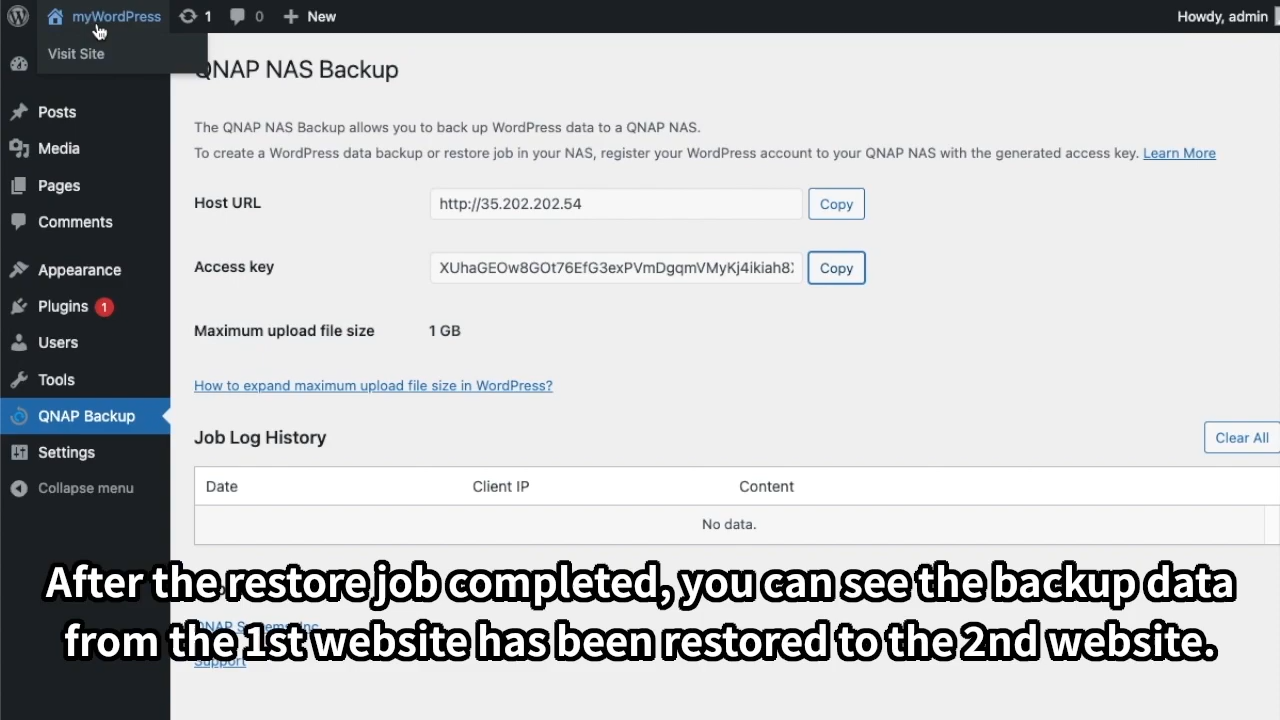 myWordPress 1 0 New Howdy, admin
Visit Site
QNAP NAS Backup
Posts
Media
Pages
Comments
Appearance
Plugins 1
Users
Tools
QNAP Backup
Settings
Collapse menu
The QNAP NAS Backup allows you to back up WordPress data to a QNAP NAS.
To create a WordPress data backup or restore job in your NAS, register your WordPress account to your QNAP NAS with the generated access key. Learn More
Host URL http://35.202.202.54 Copy
Access key XUhaGEOw8GOt76EfG3exPVmDgqmVMyKj4ikiah8 Copy
Maximum upload file size 1 GB
How to expand maximum upload file size in WordPress?
Job Log History Clear All
Date Client IP Content
No data.
After the restore job completed, you can see the backup data
QNAP Systems, Inc.
from the 1st website has been restored to the 2nd website.
Support